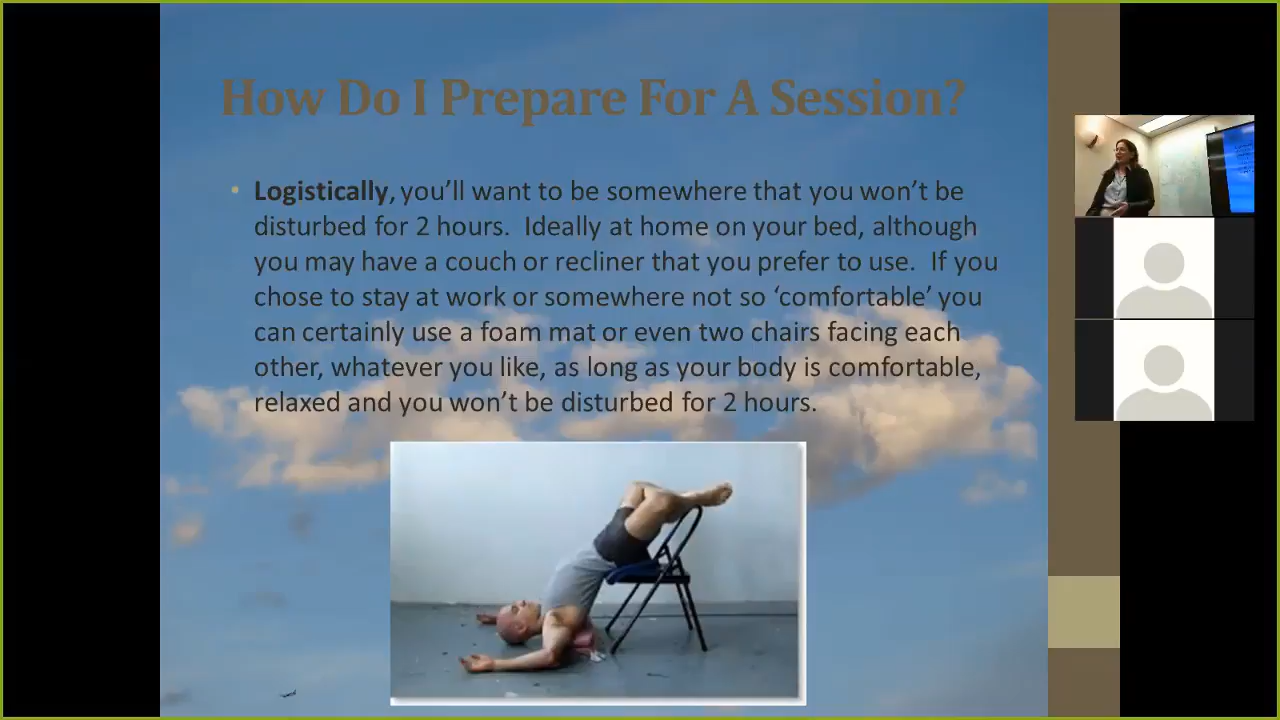 How Do I Prepare For A Session?
• Logistically, you’ll want to be somewhere that you won’t be
disturbed for 2 hours.  Ideally at home on your bed, although
you may have a couch or recliner that you prefer to use.  If you
chose to stay at work or somewhere not so ‘comfortable’ you
can certainly use a foam mat or even two chairs facing each
other, whatever you like, as long as your body is comfortable,
relaxed and you won’t be disturbed for 2 hours.